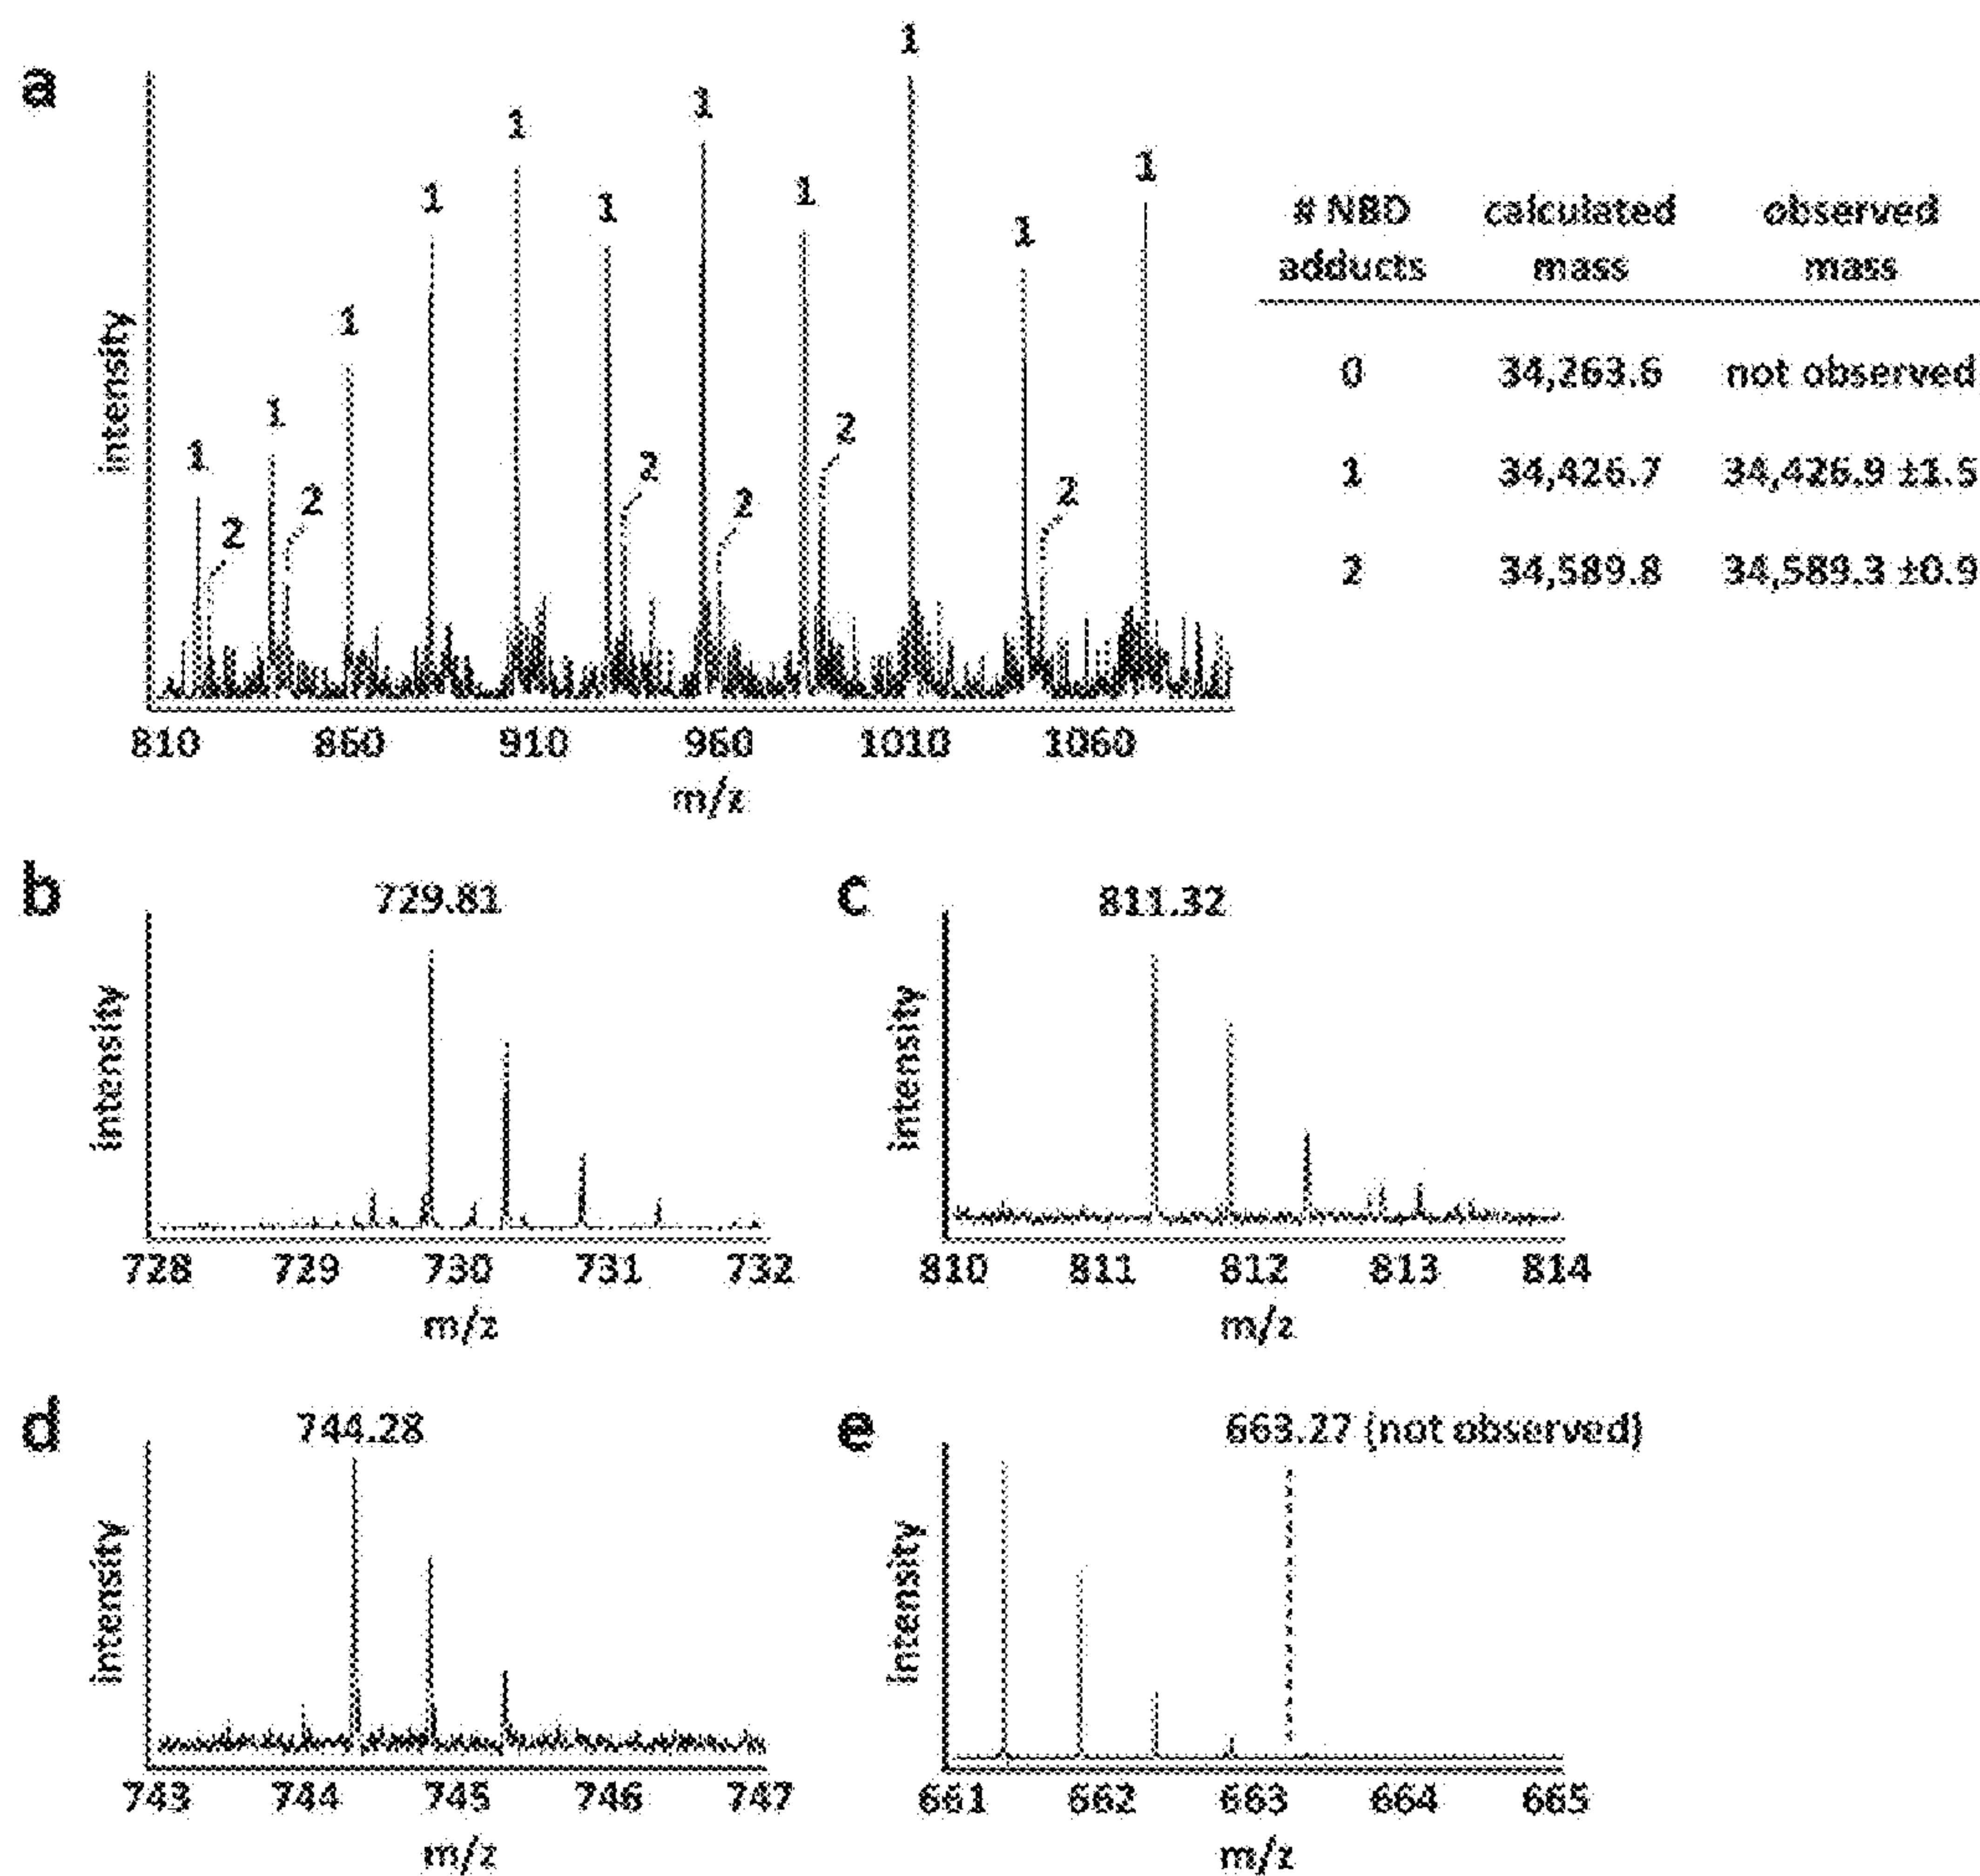 a
1 1 1 1 1 1 1 1 1 1 1
2 2 2 2 2 2
intensity
810 860 910 960 1010 1060
m/z
# NBD calculated observed
adducts mass mass
0 34,263.6 not observed
1 34,426.7 34,426.9 ±1.5
2 34,589.8 34,589.3 ±0.9
b
729.81
intensity
728 729 730 731 732
m/z
c
811.32
intensity
810 811 812 813 814
m/z
d
744.28
intensity
743 744 745 746 747
m/z
e
663.27 (not observed)
intensity
661 662 663 664 665
m/z